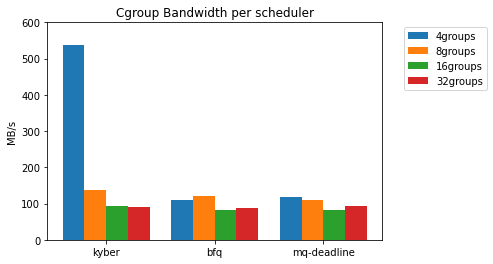 Cgroup Bandwidth per scheduler
MB/s
600
500
400
300
200
100
0
kyber
bfq
mq-deadline
4groups
8groups
16groups
32groups